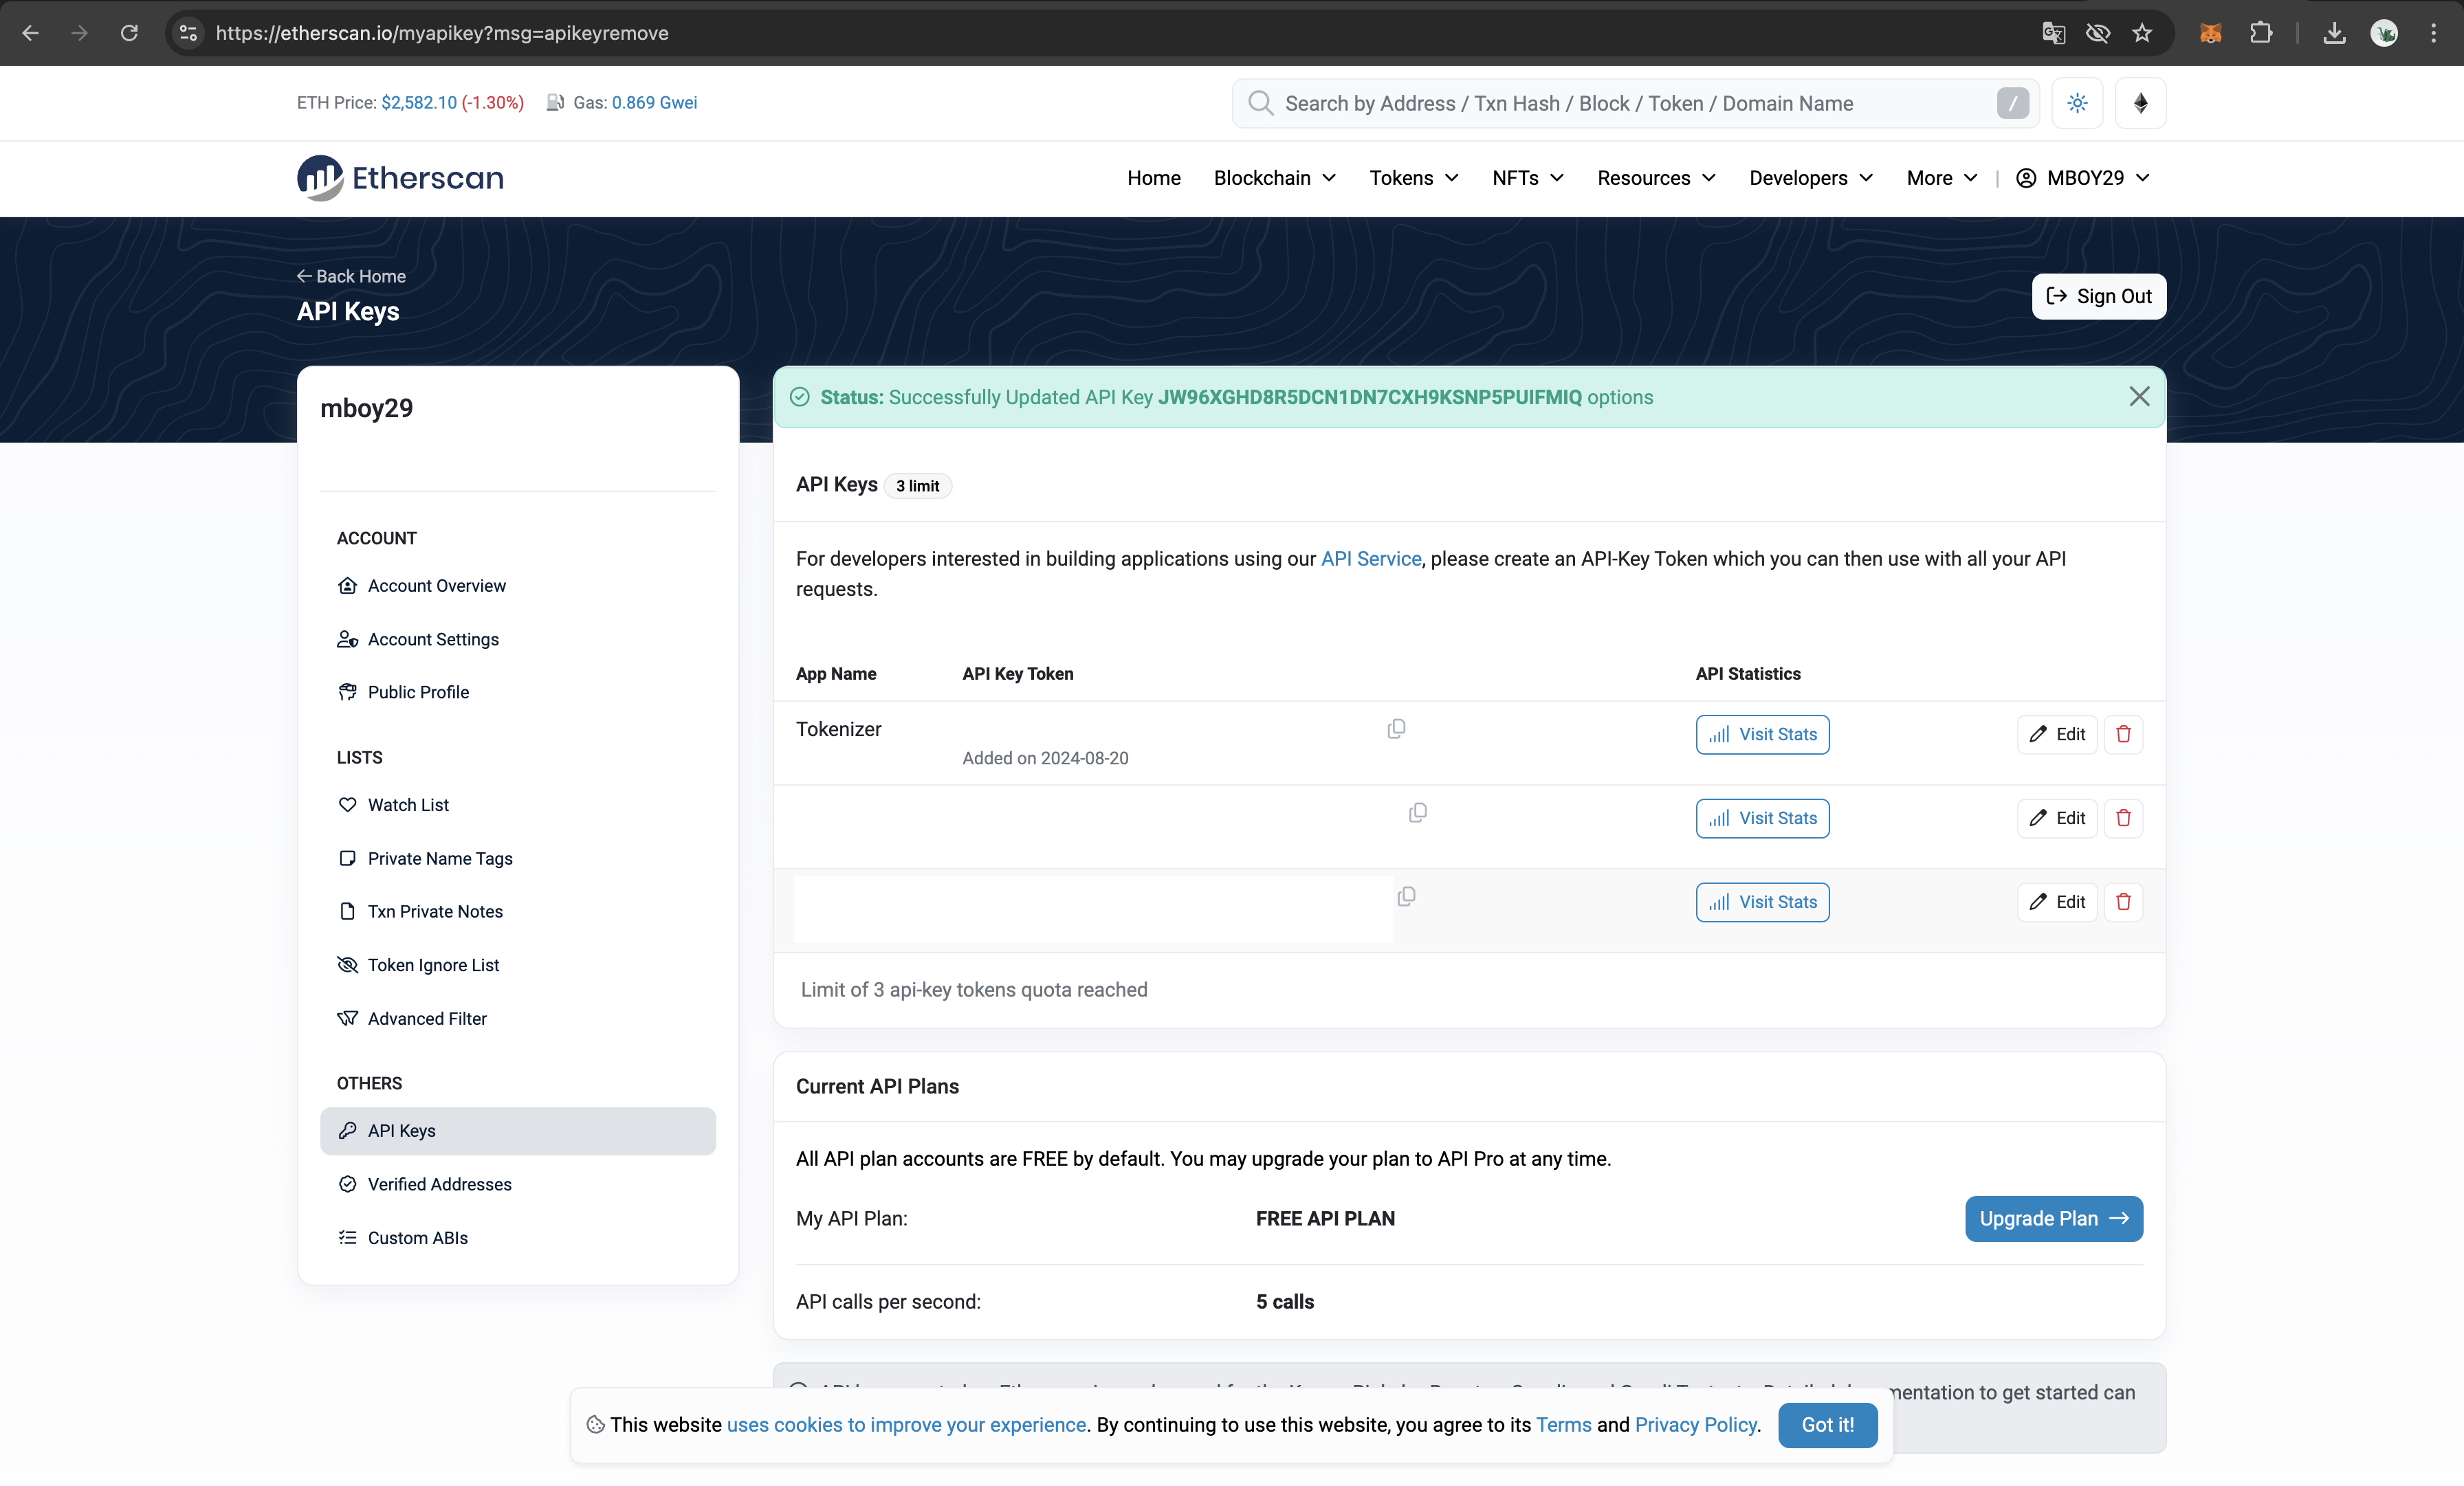 https://etherscan.io/myapikey?msg=apikeyremove
ETH Price: $2,582.10 (-1.30%) Gas: 0.869 Gwei
Search by Address / Txn Hash / Block / Token / Domain Name /
Etherscan
Home Blockchain Tokens NFTs Resources Developers More | MBOY29
Back Home
API Keys
Sign Out
mboy29
ACCOUNT
Account Overview
Account Settings
Public Profile
LISTS
Watch List
Private Name Tags
Txn Private Notes
Token Ignore List
Advanced Filter
OTHERS
API Keys
Verified Addresses
Custom ABIs
Status: Successfully Updated API Key JW96XGHD8R5DCN1DN7CXH9KSNP5PUIFMIQ options
API Keys 3 limit
For developers interested in building applications using our API Service, please create an API-Key Token which you can then use with all your API
requests.
App Name API Key Token API Statistics
Tokenizer Visit Stats Edit
Added on 2024-08-20
Visit Stats Edit
Visit Stats Edit
Limit of 3 api-key tokens quota reached
Current API Plans
All API plan accounts are FREE by default. You may upgrade your plan to API Pro at any time.
My API Plan: FREE API PLAN Upgrade Plan
API calls per second: 5 calls
mentation to get started can
This website uses cookies to improve your experience. By continuing to use this website, you agree to its Terms and Privacy Policy. Got it!